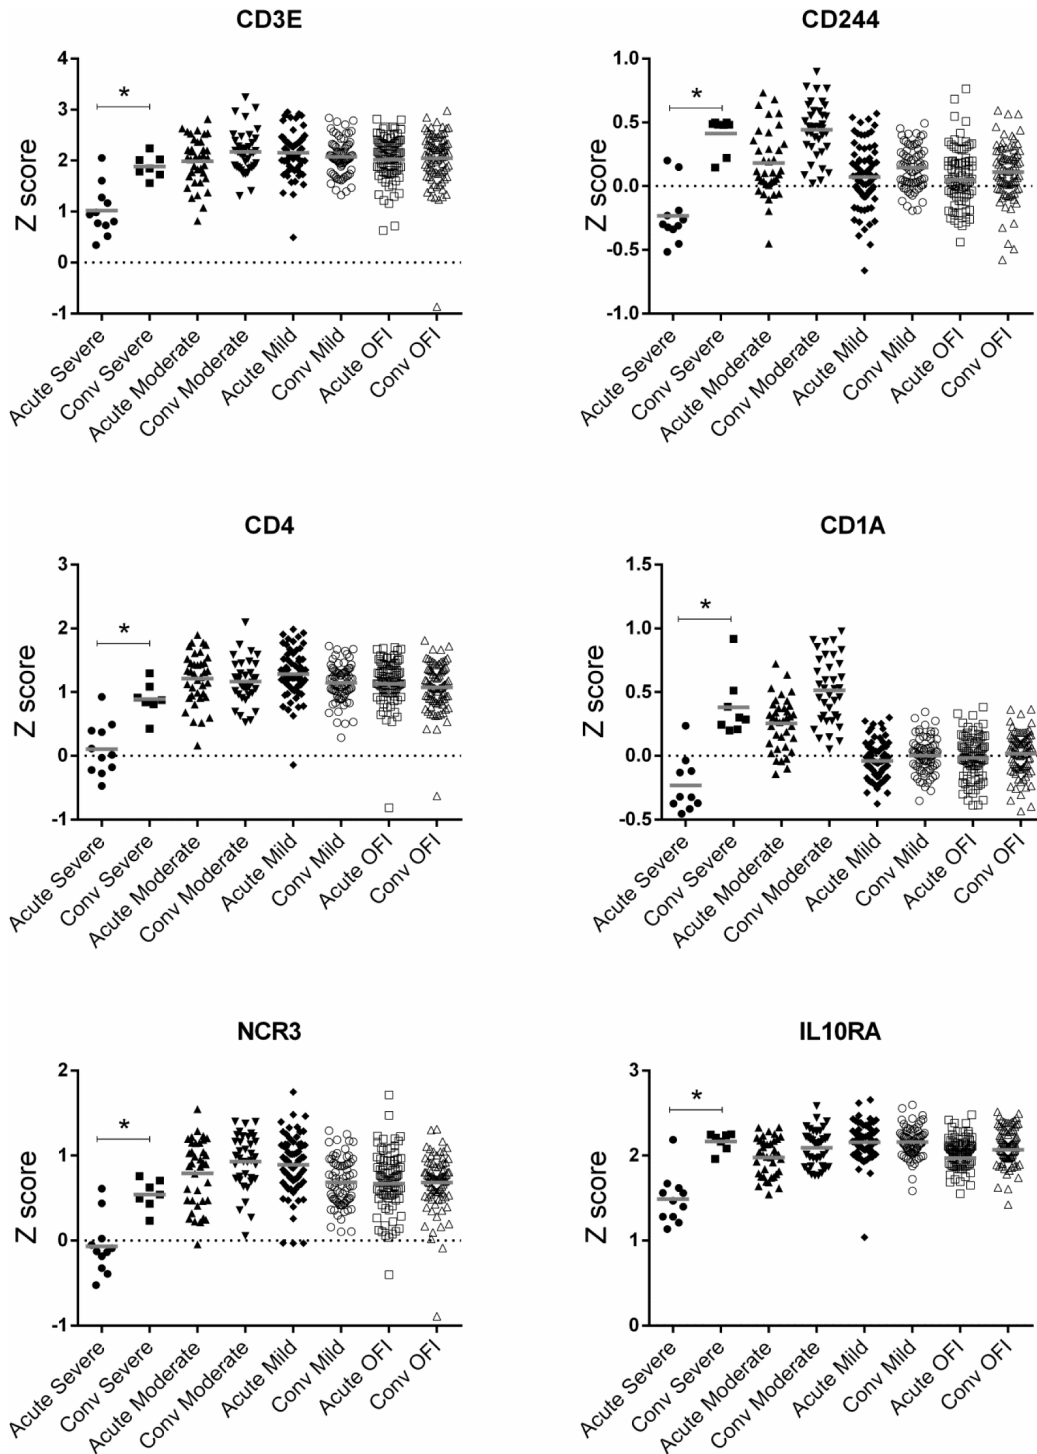 CD3E
4
3
2
1
0
-1
Z score
*
Acute Severe
Conv Severe
Acute Moderate
Conv Moderate
Acute Mild
Conv Mild
Acute OFI
Conv OFI
CD244
1.0
0.5
0.0
-0.5
-1.0
Z score
*
Acute Severe
Conv Severe
Acute Moderate
Conv Moderate
Acute Mild
Conv Mild
Acute OFI
Conv OFI
CD4
3
2
1
0
-1
Z score
*
Acute Severe
Conv Severe
Acute Moderate
Conv Moderate
Acute Mild
Conv Mild
Acute OFI
Conv OFI
CD1A
1.5
1.0
0.5
0.0
-0.5
Z score
*
Acute Severe
Conv Severe
Acute Moderate
Conv Moderate
Acute Mild
Conv Mild
Acute OFI
Conv OFI
NCR3
2
1
0
-1
Z score
*
Acute Severe
Conv Severe
Acute Moderate
Conv Moderate
Acute Mild
Conv Mild
Acute OFI
Conv OFI
IL10RA
3
2
1
0
Z score
*
Acute Severe
Conv Severe
Acute Moderate
Conv Moderate
Acute Mild
Conv Mild
Acute OFI
Conv OFI